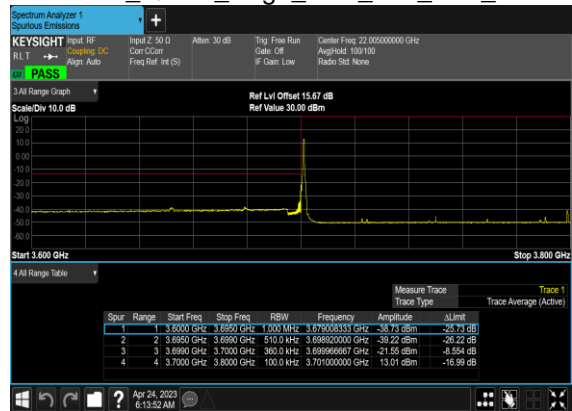 Spectrum Analyzer 1
Spurious Emissions
+
KEYSIGHT Input: RF Input Z: 50 Ω Atten: 30 dB Trig: Free Run Center Freq: 22.005000000 GHz
RLT Coupling: DC Corr CCorr Gate: Off Avg|Hold: 100/100
Align: Auto Freq Ref: Int (S) IF Gain: Low Radio Std: None
PASS
3 All Range Graph
Ref Lvl Offset 15.67 dB
Scale/Div 10.0 dB Ref Value 30.00 dBm
Log
20.0
10.0
0.00
-10.0
-20.0
-30.0
-40.0
-50.0
-60.0
Start 3.600 GHz Stop 3.800 GHz
4 All Range Table
Measure Trace Trace 1
Trace Type Trace Average (Active)
Spur Range Start Freq Stop Freq RBW Frequency Amplitude ΔLimit
1 1 3.6000 GHz 3.6950 GHz 1.000 MHz 3.679008333 GHz -38.73 dBm -25.73 dB
2 2 3.6950 GHz 3.6990 GHz 510.0 kHz 3.698920000 GHz -39.22 dBm -26.22 dB
3 3 3.6990 GHz 3.7000 GHz 360.0 kHz 3.699966667 GHz -21.55 dBm -8.554 dB
4 4 3.7000 GHz 3.8000 GHz 100.0 kHz 3.701000000 GHz 13.01 dBm -16.99 dB
? Apr 24, 2023
6:13:52 AM